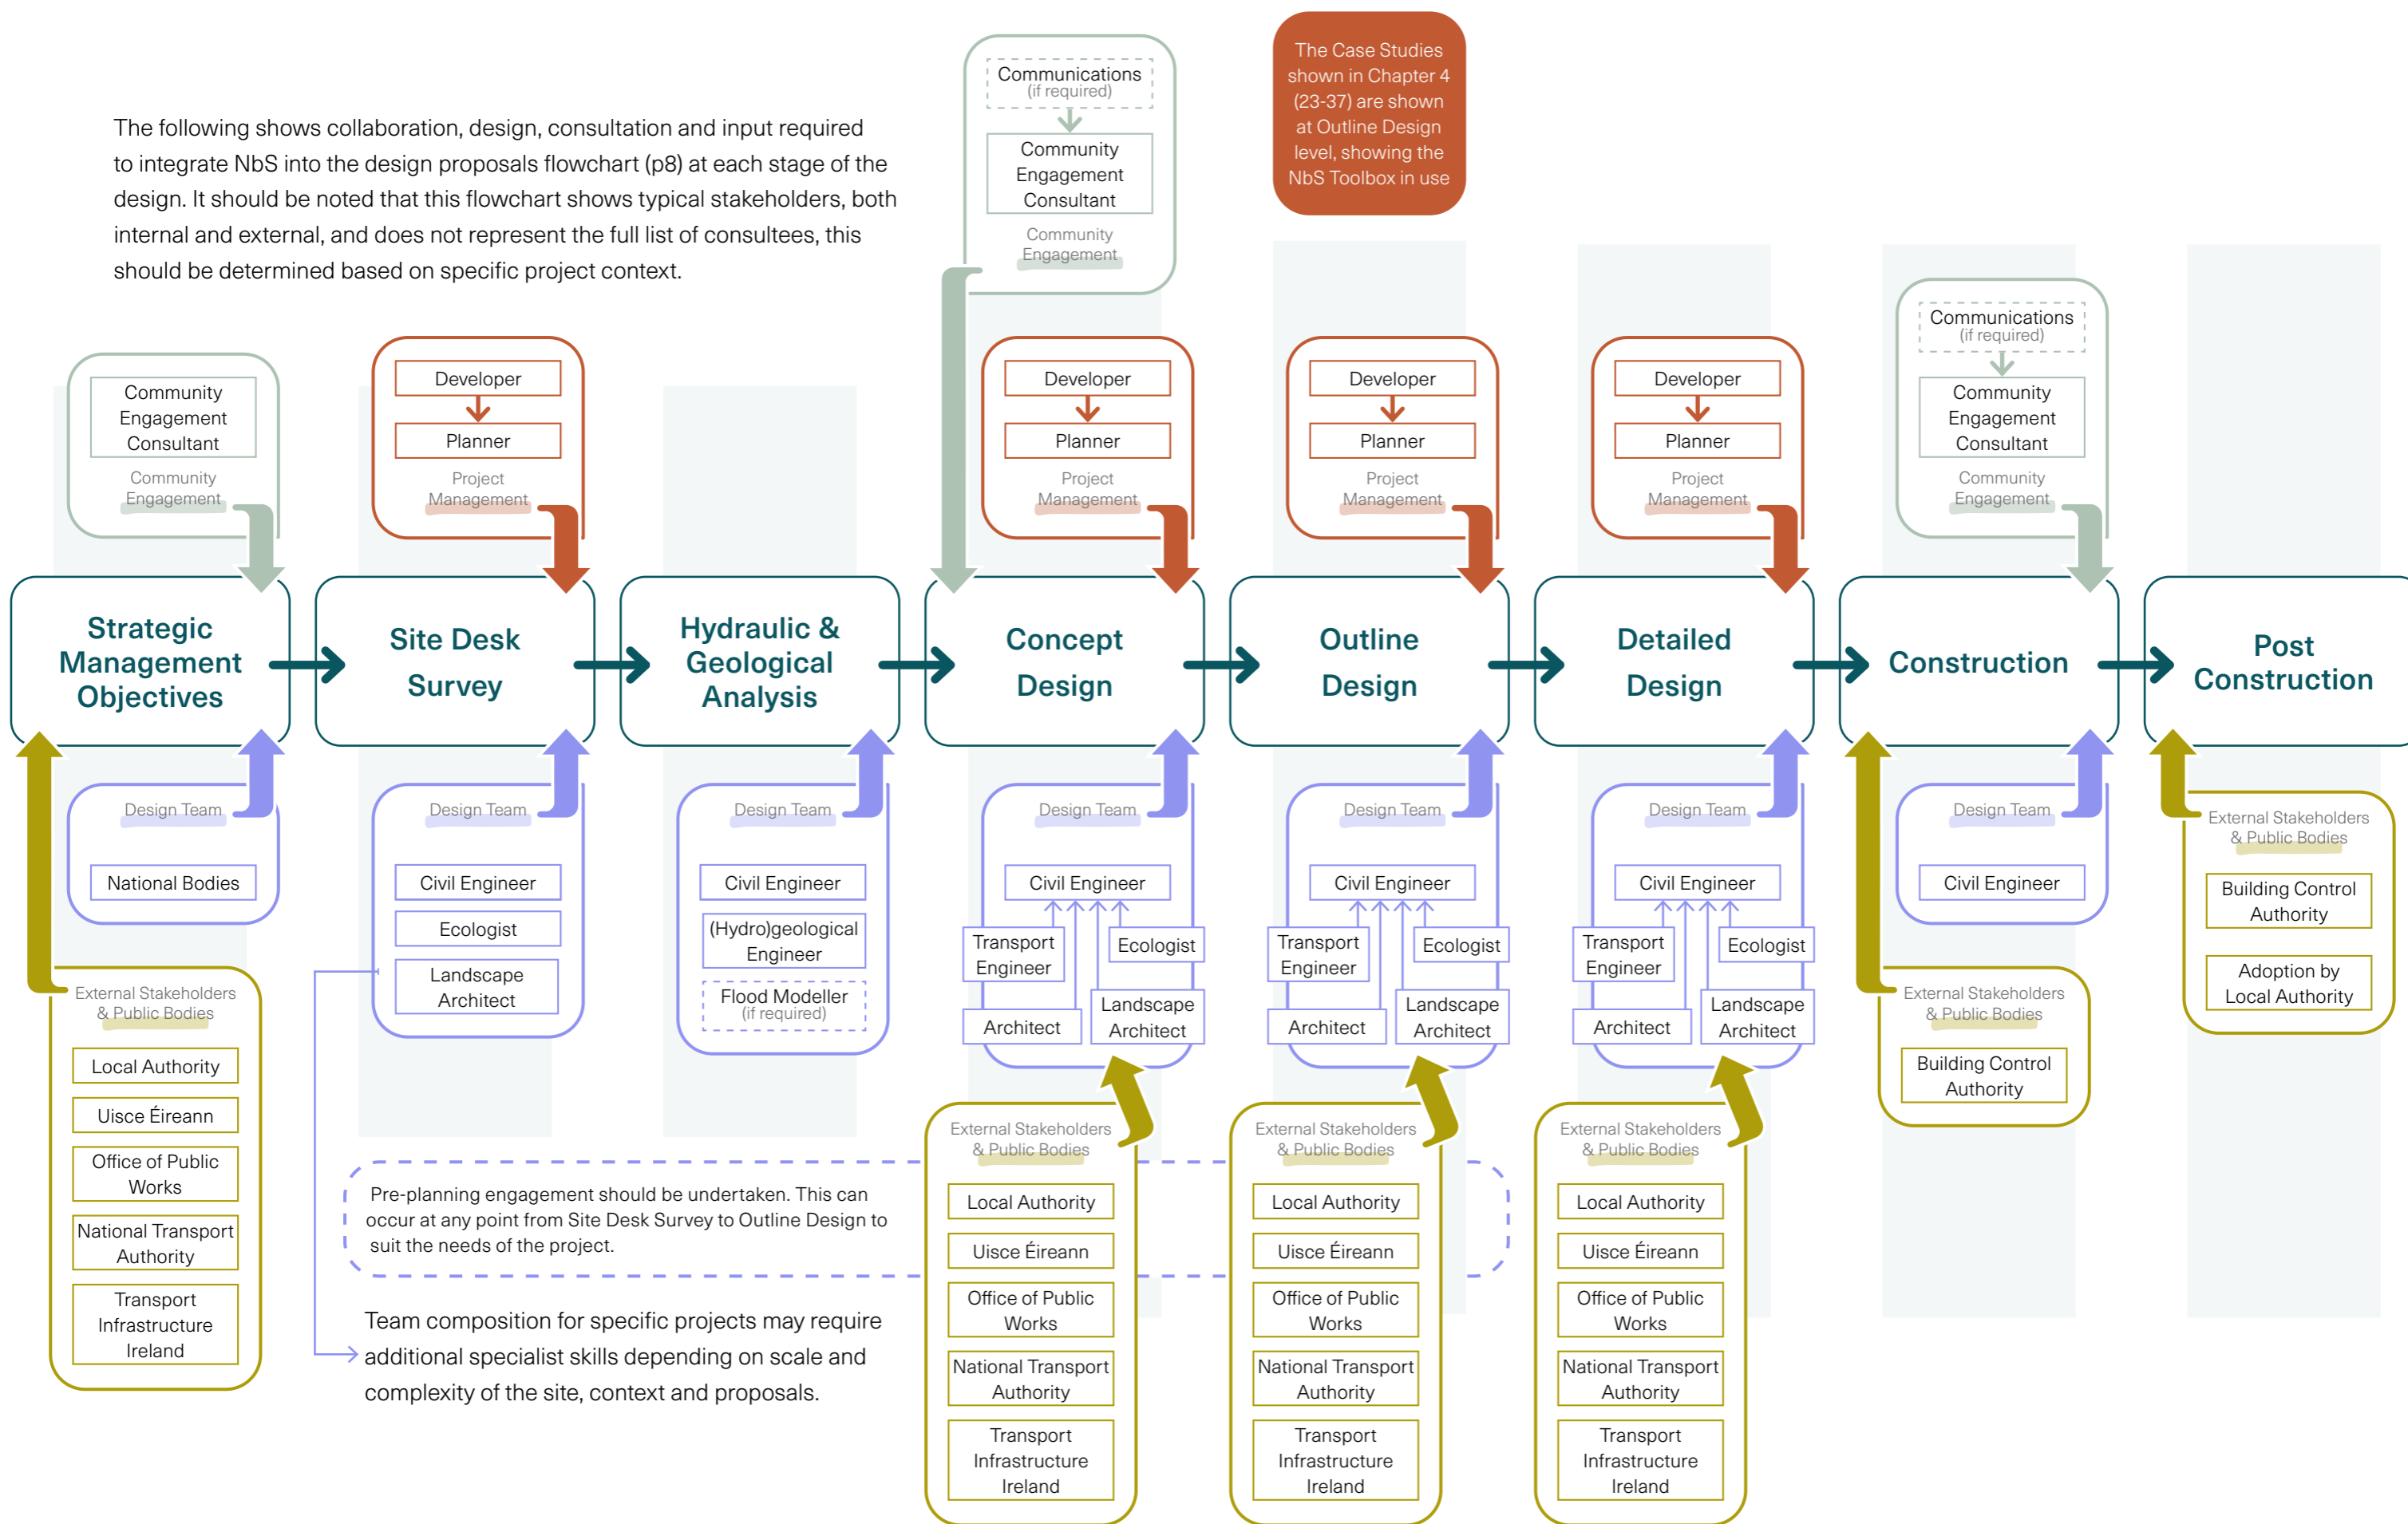 The following shows collaboration, design, consultation and input required
to integrate NbS into the design proposals flowchart (p8) at each stage of the
design. It should be noted that this flowchart shows typical stakeholders, both
internal and external, and does not represent the full list of consultees, this
should be determined based on specific project context.
Communications
(if required)
Community
Engagement
Consultant
Community
Engagement
The Case Studies
shown in Chapter 4
(23-37) are shown
at Outline Design
level, showing the
NbS Toolbox in use
Community
Engagement
Consultant
Community
Engagement
Developer
Planner
Project
Management
Developer
Planner
Project
Management
Developer
Planner
Project
Management
Developer
Planner
Project
Management
Communications
(if required)
Community
Engagement
Consultant
Community
Engagement
Strategic
Management
Objectives
Site Desk
Survey
Hydraulic &
Geological
Analysis
Concept
Design
Outline
Design
Detailed
Design
Construction
Post
Construction
Design Team
National Bodies
External Stakeholders
& Public Bodies
Local Authority
Uisce Éireann
Office of Public
Works
National Transport
Authority
Transport
Infrastructure
Ireland
Design Team
Civil Engineer
Ecologist
Landscape
Architect
Design Team
Civil Engineer
(Hydro)geological
Engineer
Flood Modeller
(if required)
Design Team
Civil Engineer
Transport
Engineer
Ecologist
Architect
Landscape
Architect
External Stakeholders
& Public Bodies
Local Authority
Uisce Éireann
Office of Public
Works
National Transport
Authority
Transport
Infrastructure
Ireland
Design Team
Civil Engineer
Transport
Engineer
Ecologist
Architect
Landscape
Architect
External Stakeholders
& Public Bodies
Local Authority
Uisce Éireann
Office of Public
Works
National Transport
Authority
Transport
Infrastructure
Ireland
Design Team
Civil Engineer
Transport
Engineer
Ecologist
Architect
Landscape
Architect
External Stakeholders
& Public Bodies
Local Authority
Uisce Éireann
Office of Public
Works
National Transport
Authority
Transport
Infrastructure
Ireland
Design Team
Civil Engineer
External Stakeholders
& Public Bodies
Building Control
Authority
External Stakeholders
& Public Bodies
Building Control
Authority
Adoption by
Local Authority
Pre-planning engagement should be undertaken. This can
occur at any point from Site Desk Survey to Outline Design to
suit the needs of the project.
Team composition for specific projects may require
additional specialist skills depending on scale and
complexity of the site, context and proposals.